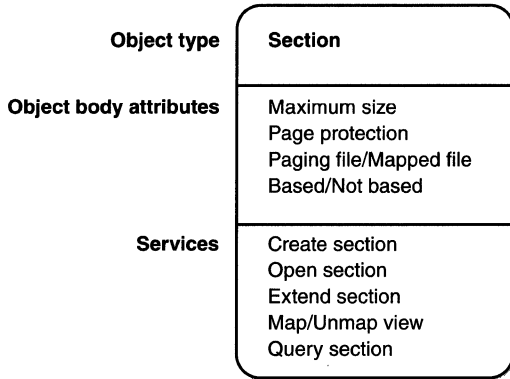 Object type Section
Object body attributes Maximum size
Page protection
Paging file/Mapped file
Based/Not based
Services Create section
Open section
Extend section
Map/Unmap view
Query section